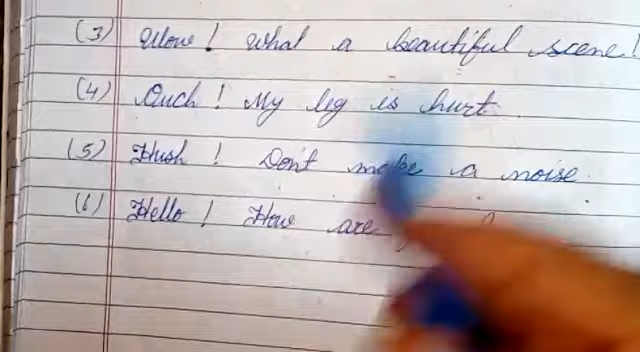 (3) Wow! What a beautiful scene!
(4) Ouch! My leg is hurt.
(5) Hush! Don't make a noise.
(6) Hello! How are